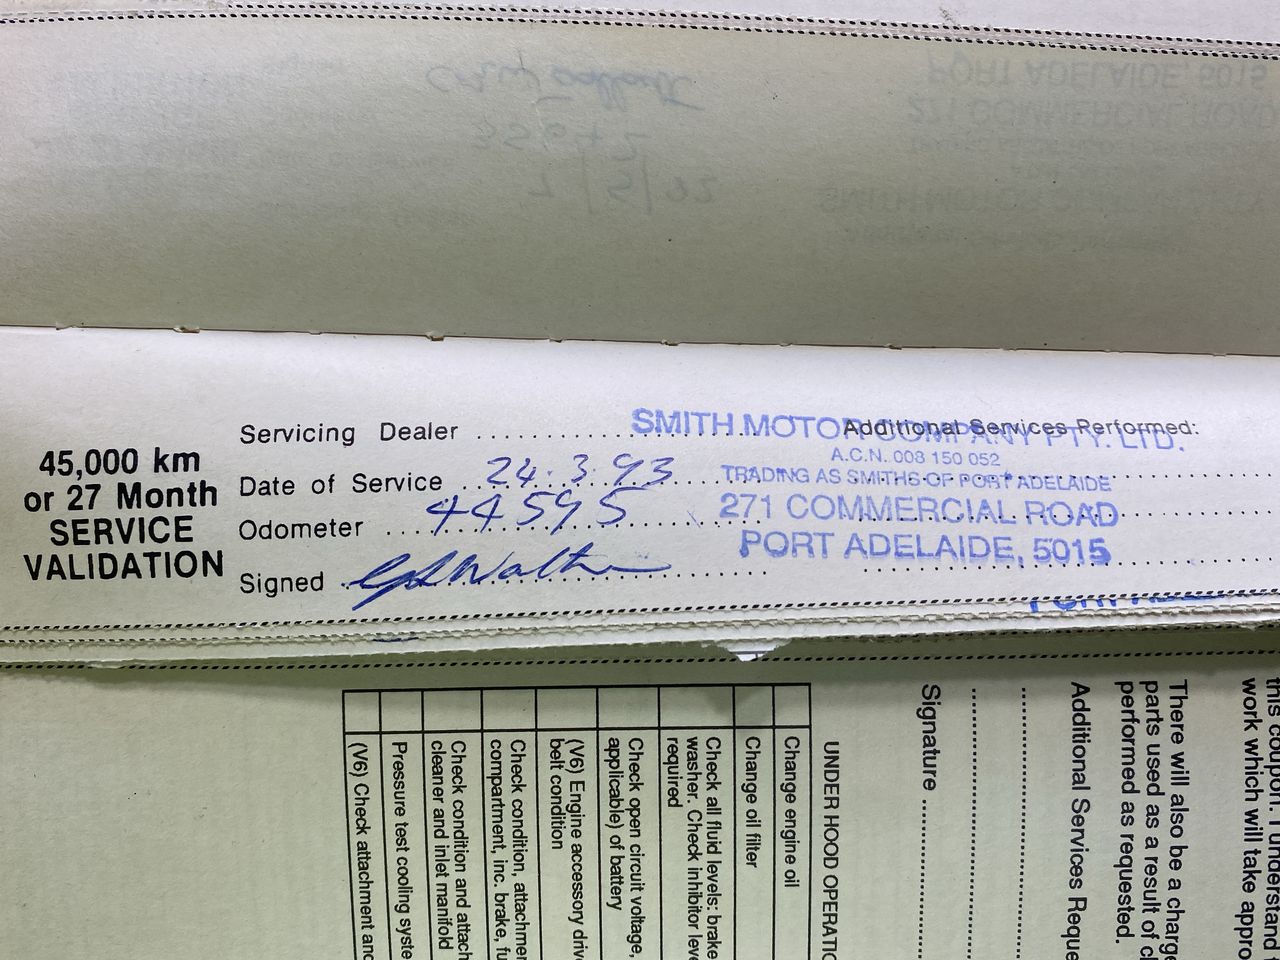 45,000 km
or 27 Month
SERVICE
VALIDATION
Servicing Dealer
Date of Service 24.3.93
Odometer 44595
Signed
Additional Services Performed:
SMITH MOTOR COMPANY PTY. LTD.
A.C.N. 008 150 052
TRADING AS SMITHS OF PORT ADELAIDE
271 COMMERCIAL ROAD
PORT ADELAIDE, 5015
this coupon. I understand
work which will take appro
There will also be a charge
parts used as a result of
performed as requested.
Additional Services Reque
Signature
UNDER HOOD OPERATIO
Change engine oil
Change oil filter
Check all fluid levels: brake
washer. Check inhibitor leve
required
Check open circuit voltage,
applicable) of battery
(V6) Engine accessory driv
belt condition
Check condition, attachmen
compartment, inc. brake, fu
Check condition and attach
cleaner and inlet manifold
Pressure test cooling syste
(V6) Check attachment and